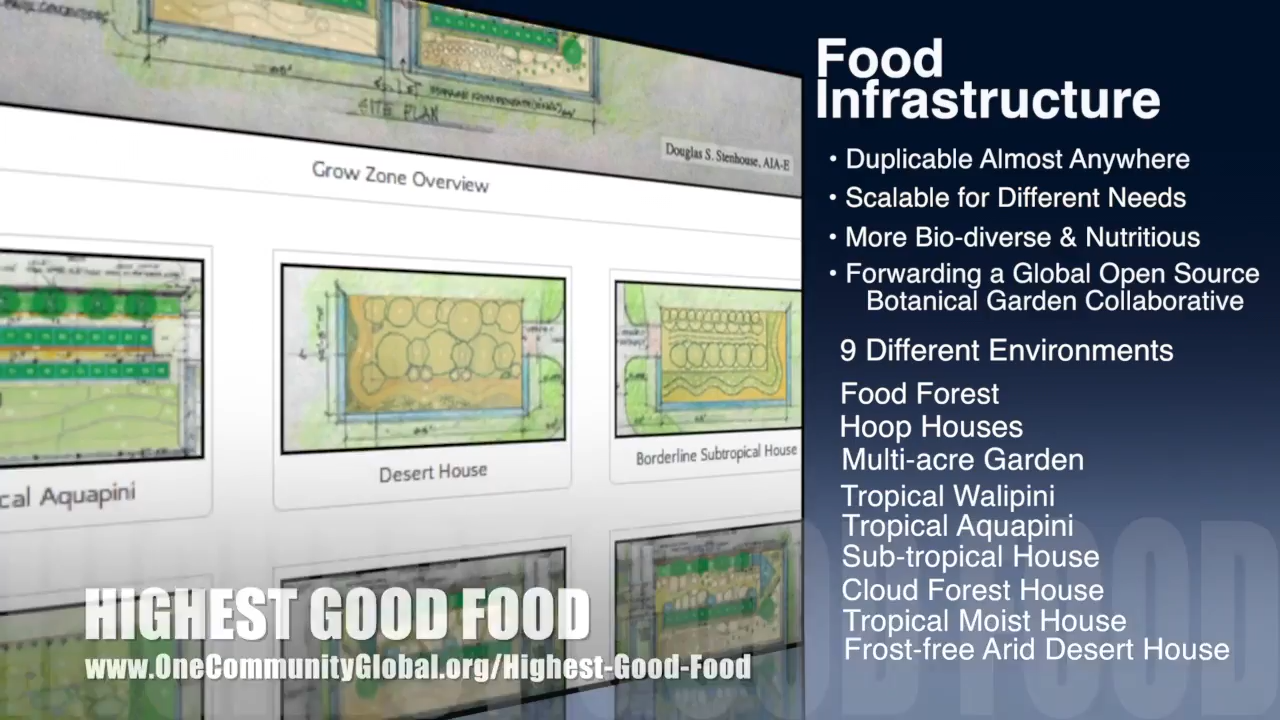 SITE PLAN
Douglas S. Stenhouse, AIA-E
Grow Zone Overview
cal Aquapini
Desert House
Borderline Subtropical House
HIGHEST GOOD FOOD
www.OneCommunityGlobal.org/Highest-Good-Food
Food
Infrastructure
• Duplicable Almost Anywhere
• Scalable for Different Needs
• More Bio-diverse & Nutritious
• Forwarding a Global Open Source
Botanical Garden Collaborative
9 Different Environments
Food Forest
Hoop Houses
Multi-acre Garden
Tropical Walipini
Tropical Aquapini
Sub-tropical House
Cloud Forest House
Tropical Moist House
Frost-free Arid Desert House